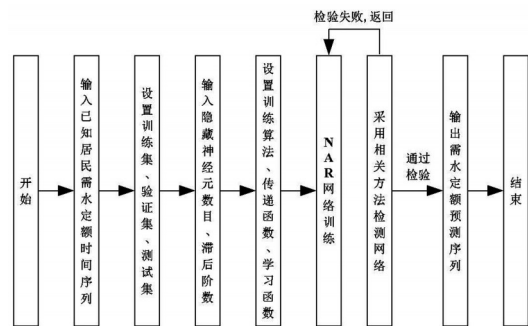 检验失败,返回
开始
输入已知居民需水定额时间序列
设置训练集、验证集、测试集
输入隐藏神经元数目、滞后阶数
设置训练算法、传递函数、学习函数
NAR网络训练
采用相关方法检测网络
通过
检验
输出需水定额预测序列
结束